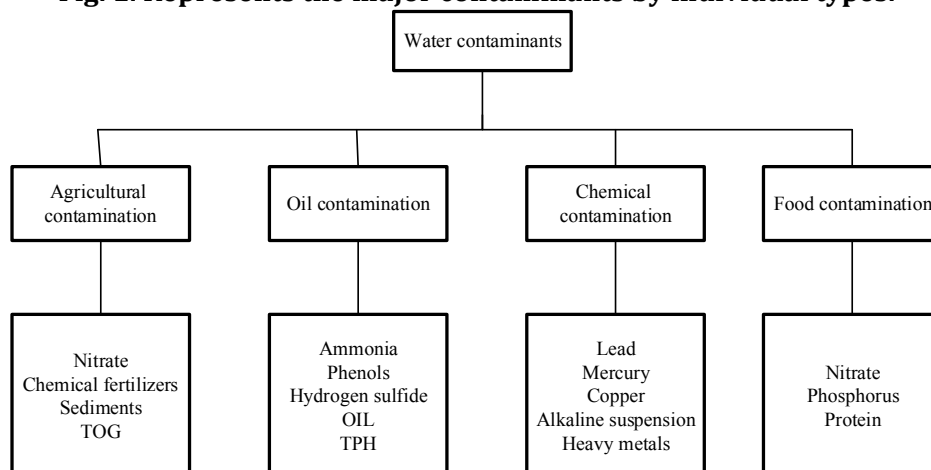 Fig. 1. Represents the major contaminants by individual types.
Water contaminants
Agricultural
contamination
Oil contamination
Chemical
contamination
Food contamination
Nitrate
Chemical fertilizers
Sediments
TOG
Ammonia
Phenols
Hydrogen sulfide
OIL
TPH
Lead
Mercury
Copper
Alkaline suspension
Heavy metals
Nitrate
Phosphorus
Protein